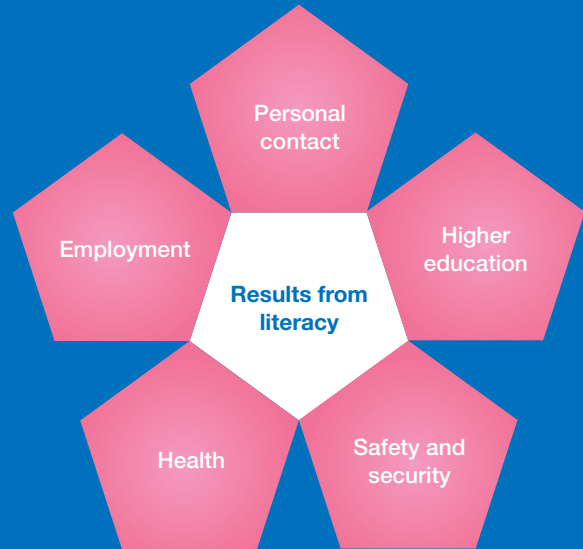 Personal
contact
Employment
Higher
education
Results from
literacy
Health
Safety and
security